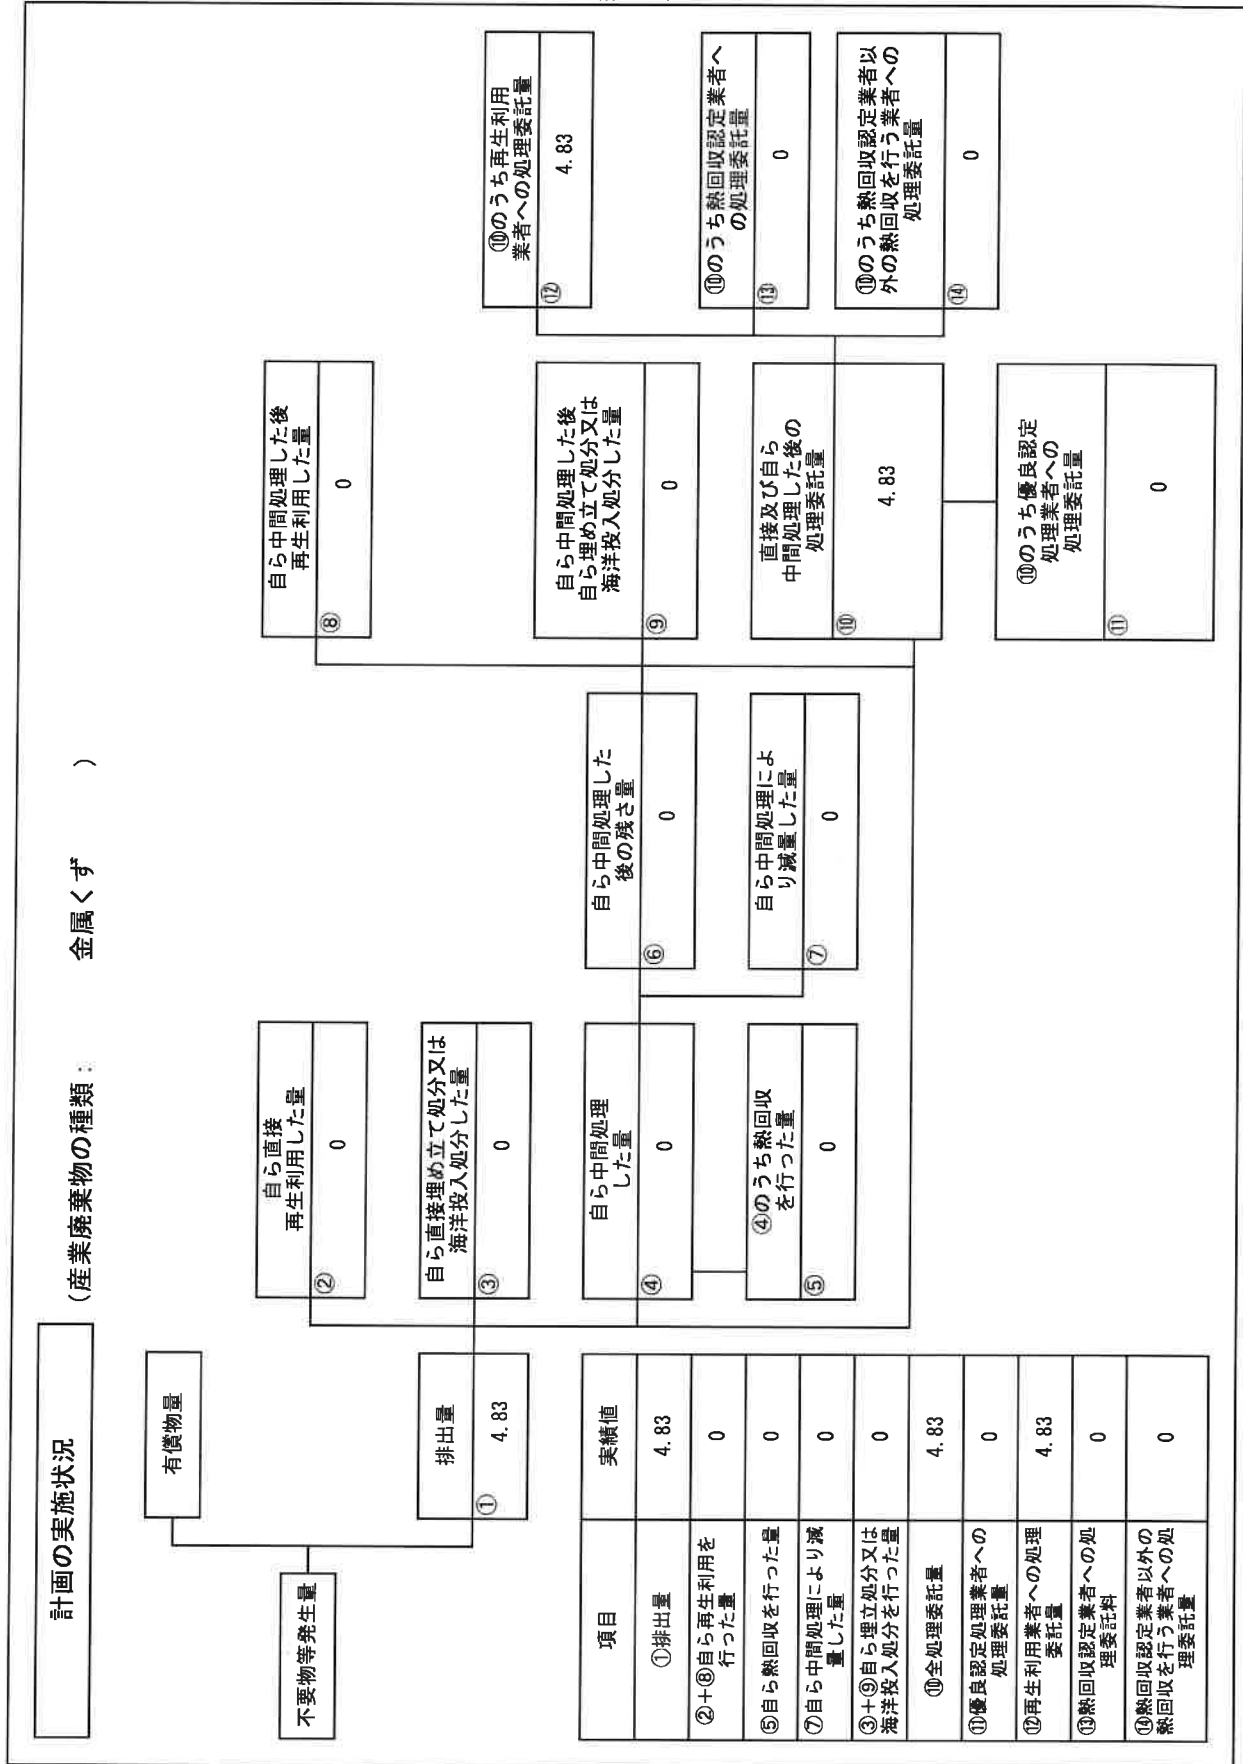 計画の実施状況
(産業廃棄物の種類: 金属くず )
不要物等発生量
有償物量
排出量
① 4.83
自ら直接
再生利用した量
② 0
自ら直接埋め立て処分又は
海洋投入処分した量
③ 0
自ら中間処理
した量
④ 0
④のうち熱回収
を行った量
⑤ 0
自ら中間処理した
後の残さ量
⑥ 0
自ら中間処理によ
り減量した量
⑦ 0
自ら中間処理した後
再生利用した量
⑧ 0
自ら中間処理した後
自ら埋め立て処分又は
海洋投入処分した量
⑨ 0
直接及び自ら
中間処理した後の
処理委託量
⑩ 4.83
⑩のうち優良認定
処理業者への
処理委託量
⑪ 0
⑩のうち再生利用
業者への処理委託量
⑫ 4.83
⑩のうち熱回収認定業者へ
の処理委託量
⑬ 0
⑩のうち熱回収認定業者以
外の熱回収を行う業者への
処理委託量
⑭ 0
項目 実績値
①排出量 4.83
②+⑧自ら再生利用を
行った量 0
⑤自ら熱回収を行った量 0
⑦自ら中間処理により減
量した量 0
③+⑨自ら埋立処分又は
海洋投入処分を行った量 0
⑩全処理委託量 4.83
⑪優良認定処理業者への
処理委託量 0
⑫再生利用業者への処理
委託量 4.83
⑬熱回収認定業者への処
理委託料 0
⑭熱回収認定業者以外の
熱回収を行う業者への処
理委託量 0